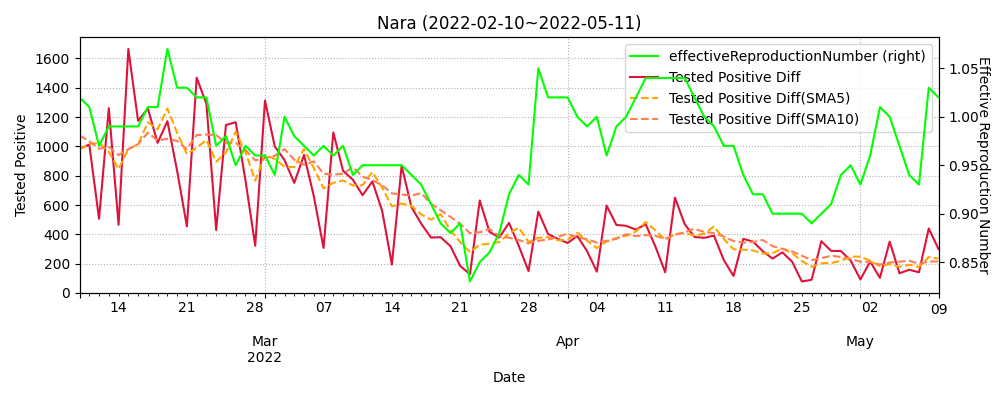 Nara (2022-02-10~2022-05-11)
effectiveReproductionNumber (right)
Tested Positive Diff
Tested Positive Diff(SMA5)
Tested Positive Diff(SMA10)
Tested Positive
1600
1400
1200
1000
800
600
400
200
0
1.05
1.00
0.95
0.90
0.85
Effective Reproduction Number
14 21 28 07 14 21 28 04 11 18 25 02 09
Mar Apr May
2022
Date